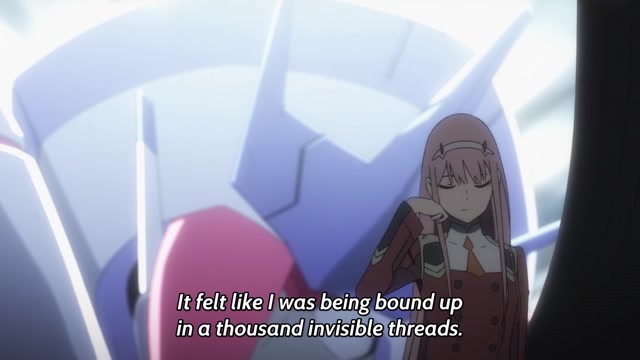 It felt like I was being bound up
in a thousand invisible threads.